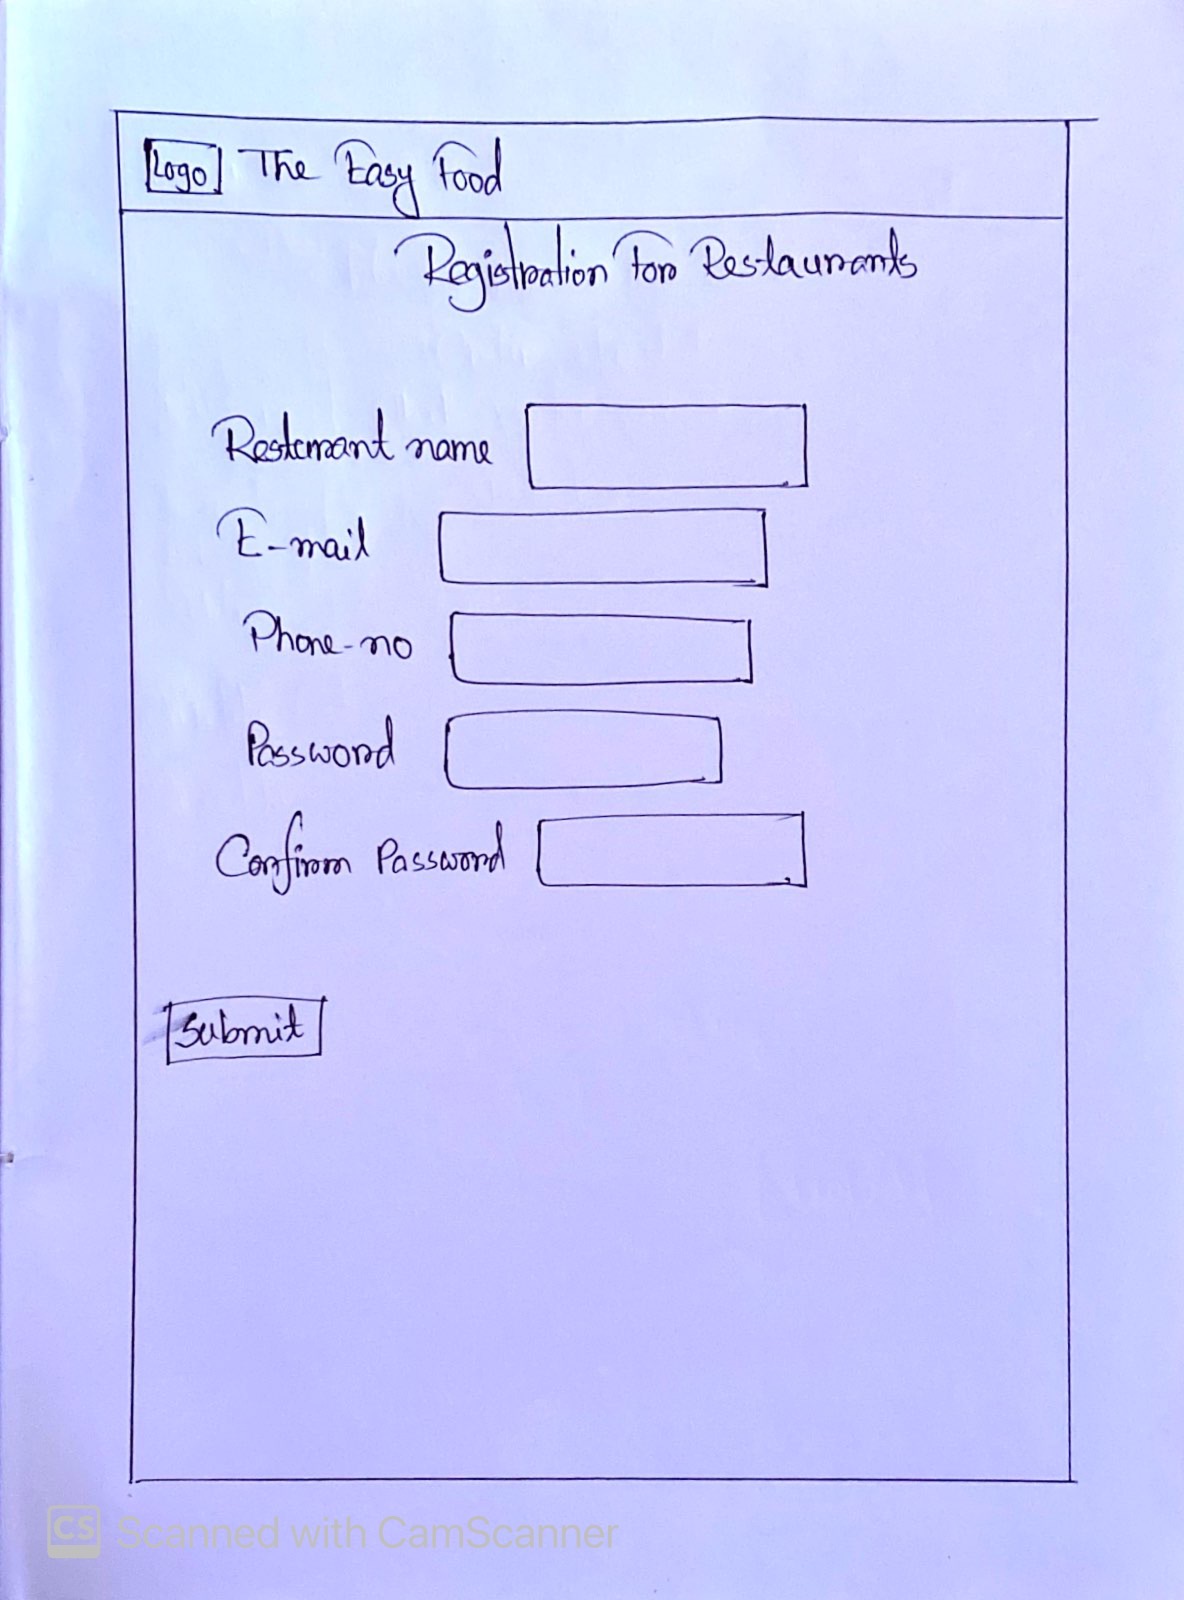 Logo The Easy Food
Registration For Restaurants
Restaurant name
E-mail
Phone-no
Password
Confirm Password
Submit
CS Scanned with CamScanner